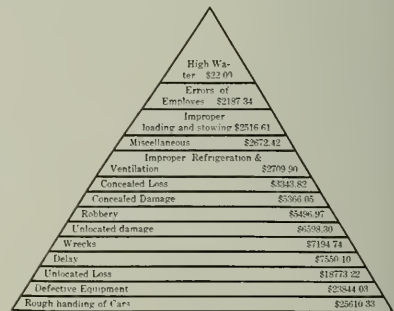 High Wa-
ter $22.09
Errors of
Employes $2187 34
Improper
loading and stowing $2516 61
Miscellaneous $2672.42
Improper Refrigeration &
Ventilation $2709.90
Concealed Loss $3343.82
Concealed Damage $5366 05
Robbery $5496.97
Unlocated damage $6598.30
Wrecks $7194 74
Delay $7550 10
Unlocated Loss $18773 22
Defective Equipment $23844 03
Rough handling of Cars $25610 33